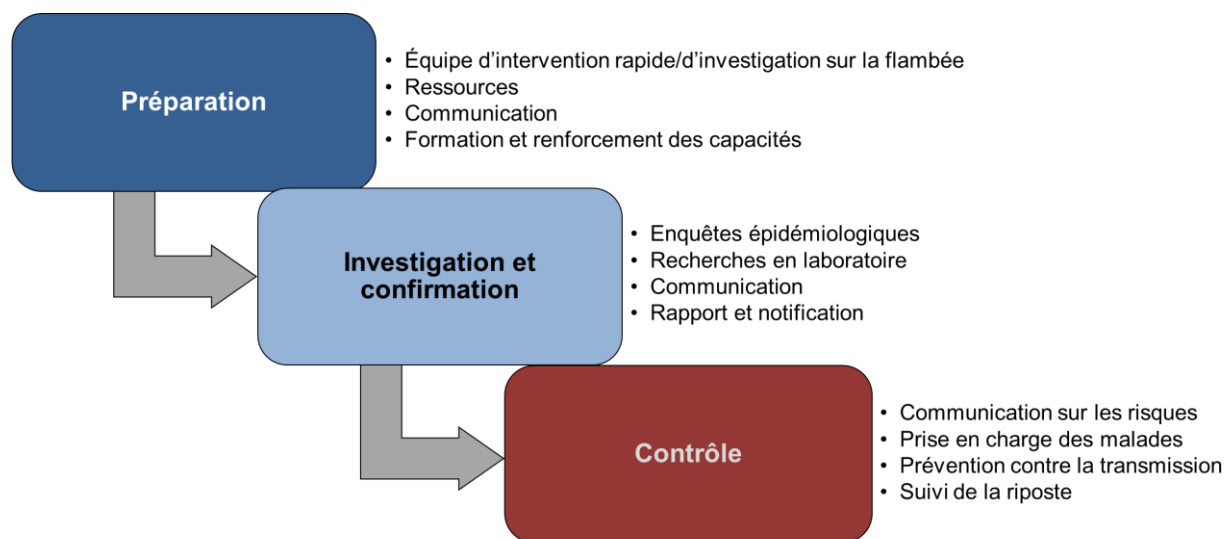 Préparation
• Équipe d’intervention rapide/d’investigation sur la flambée
• Ressources
• Communication
• Formation et renforcement des capacités
Investigation et
confirmation
• Enquêtes épidémiologiques
• Recherches en laboratoire
• Communication
• Rapport et notification
Contrôle
• Communication sur les risques
• Prise en charge des malades
• Prévention contre la transmission
• Suivi de la riposte